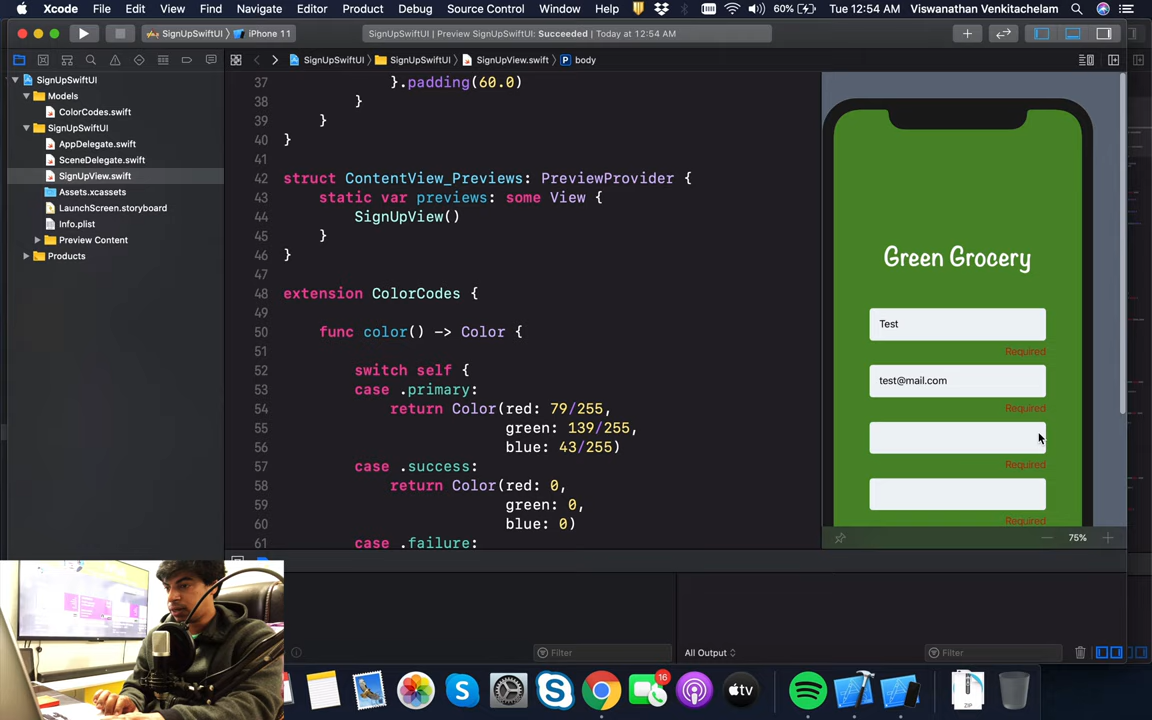 Xcode File Edit View Find Navigate Editor Product Debug Source Control Window Help 60% Tue 12:54 AM Viswanathan Venkitachelam
SignUpSwiftUI iPhone 11 SignUpSwiftUI | Preview SignUpSwiftUI: Succeeded | Today at 12:54 AM
SignUpSwiftUI SignUpSwiftUI SignUpView.swift body
SignUpSwiftUI
Models
ColorCodes.swift
SignUpSwiftUI
AppDelegate.swift
SceneDelegate.swift
SignUpView.swift
Assets.xcassets
LaunchScreen.storyboard
Info.plist
Preview Content
Products
37 }.padding(60.0)
38 }
39 }
40 }
41
42 struct ContentView_Previews: PreviewProvider {
43 static var previews: some View {
44 SignUpView()
45 }
46 }
47
48 extension ColorCodes {
49
50 func color() -> Color {
51
52 switch self {
53 case .primary:
54 return Color(red: 79/255,
55 green: 139/255,
56 blue: 43/255)
57 case .success:
58 return Color(red: 0,
59 green: 0,
60 blue: 0)
61 case .failure:
Green Grocery
Test
Required
test@mail.com
Required
Required
Required
75%
Filter
All Output
Filter
16
tv
ZIP